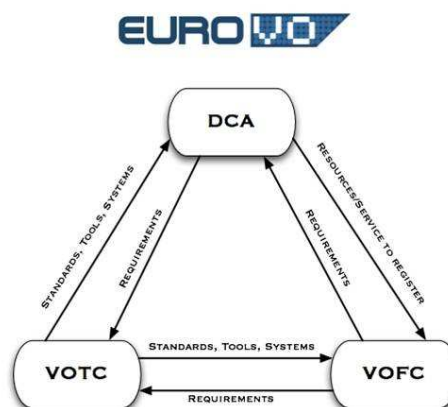 EURO VO
DCA
STANDARDS, TOOLS, SYSTEMS
REQUIREMENTS
REQUIREMENTS
RESOURCES/SERVICE TO REGISTER
STANDARDS, TOOLS, SYSTEMS
VOTC
VOFC
REQUIREMENTS